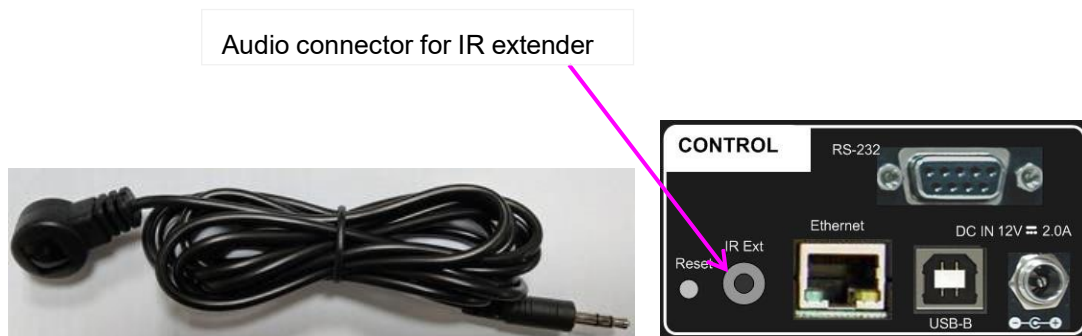 Audio connector for IR extender
CONTROL
RS-232
Ethernet
DC IN 12V ⎓ 2.0A
IR Ext
Reset
USB-B